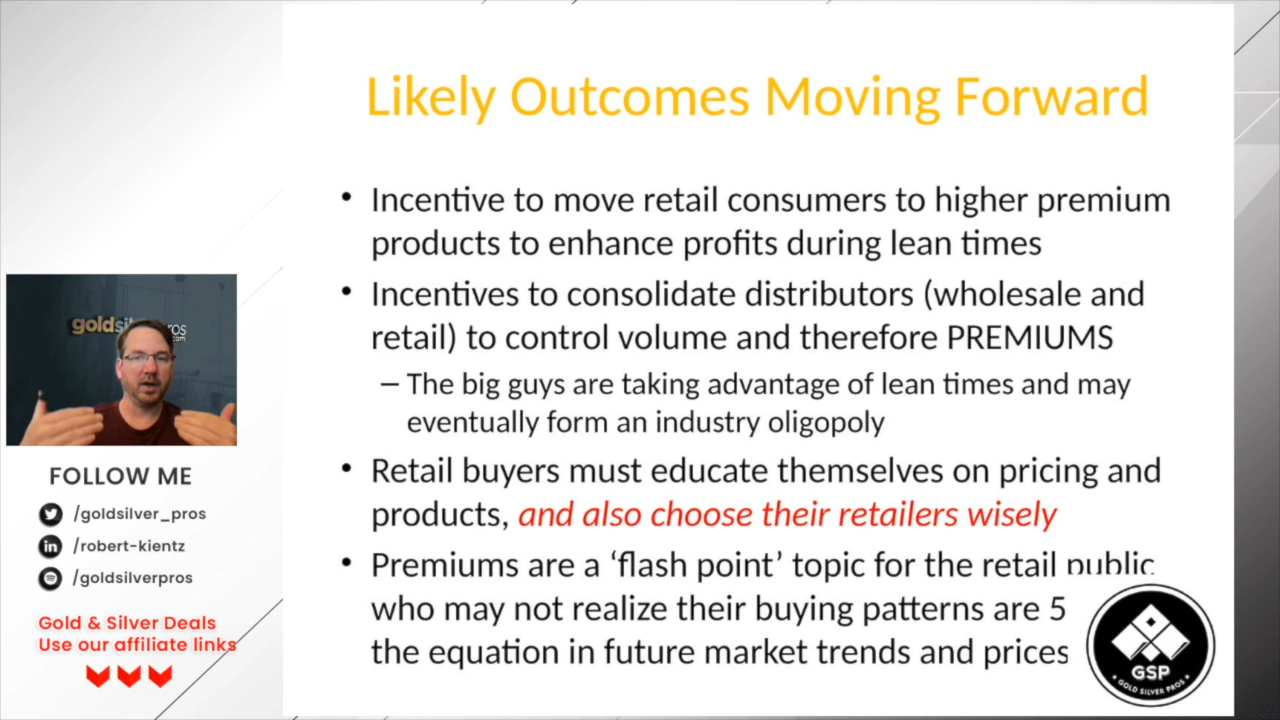 Likely Outcomes Moving Forward
• Incentive to move retail consumers to higher premium
products to enhance profits during lean times
• Incentives to consolidate distributors (wholesale and
retail) to control volume and therefore PREMIUMS
– The big guys are taking advantage of lean times and may
eventually form an industry oligopoly
• Retail buyers must educate themselves on pricing and
products, and also choose their retailers wisely
• Premiums are a ‘flash point’ topic for the retail public
who may not realize their buying patterns are 5
the equation in future market trends and prices
goldsil ros
.com
FOLLOW ME
/goldsilver_pros
/robert-kientz
/goldsilverpros
Gold & Silver Deals
Use our affiliate links
GSP
GOLD SILVER PROS